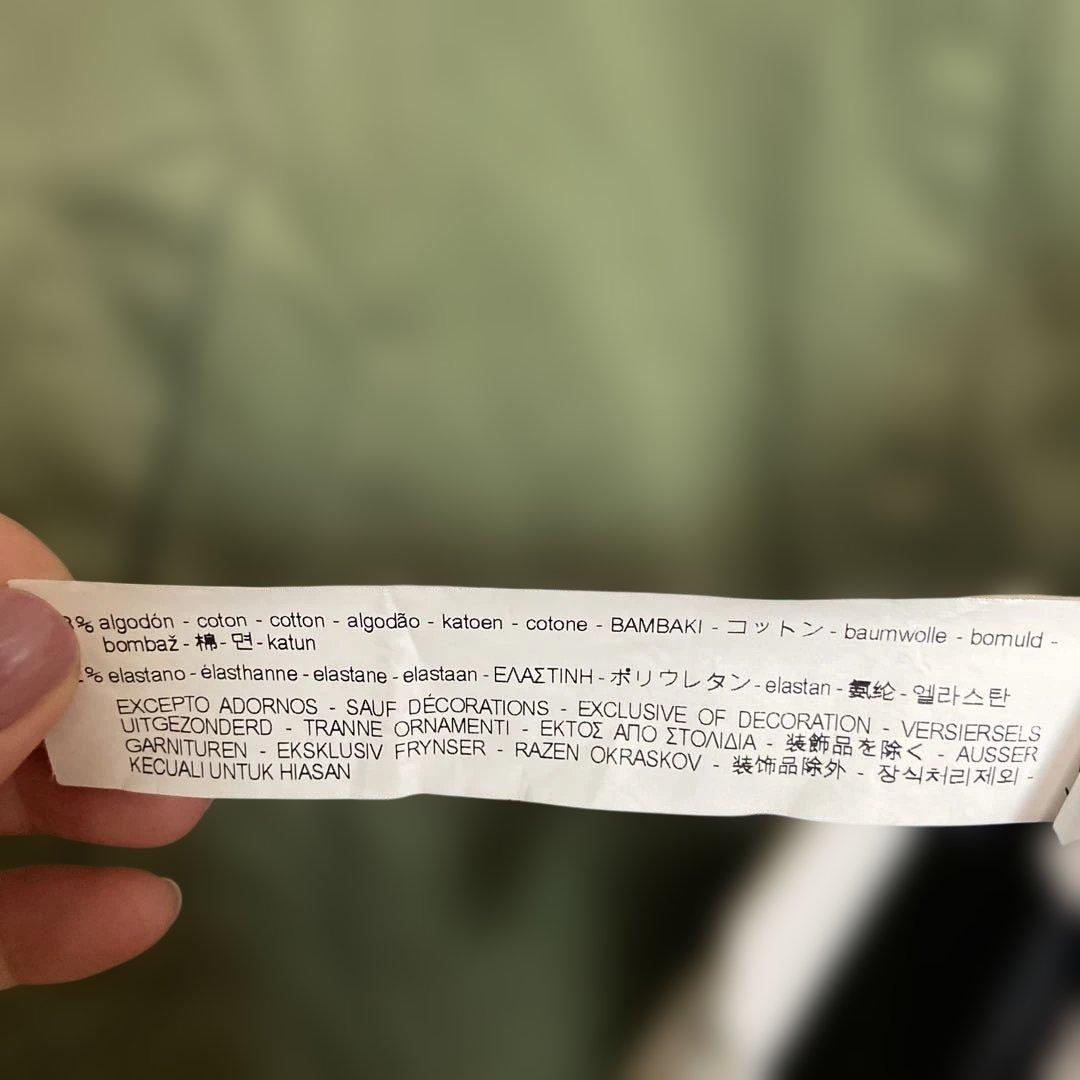 % algodón - coton - cotton - algodão - katoen - cotone - BAMBAKI - コットン - baumwolle - bomuld -
bombaž - 棉 - 면 - katun
% elastano - élasthanne - elastane - elastaan - ΕΛΑΣΤΙΝΗ - ポリウレタン - elastan - 氨纶 - 엘라스탄
EXCEPTO ADORNOS - SAUF DÉCORATIONS - EXCLUSIVE OF DECORATION - VERSIERSELS
UITGEZONDERD - TRANNE ORNAMENTI - ΕΚΤΟΣ ΑΠΟ ΣΤΟΛΙΔΙΑ - 装飾品を除く - AUSSER
GARNITUREN - EKSKLUSIV FRYNSER - RAZEN OKRASKOV - 装饰品除外 - 장식처리제외 -
KECUALI UNTUK HIASAN